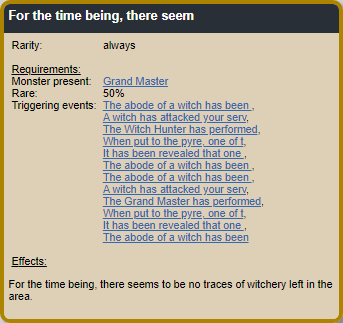 For the time being, there seem
Rarity: always
Requirements:
Monster present: Grand Master
Rare: 50%
Triggering events: The abode of a witch has been ,
A witch has attacked your serv,
The Witch Hunter has performed,
When put to the pyre, one of t,
It has been revealed that one ,
The abode of a witch has been ,
The abode of a witch has been ,
A witch has attacked your serv,
The Grand Master has performed,
When put to the pyre, one of t,
It has been revealed that one ,
The abode of a witch has been
Effects:
For the time being, there seems to be no traces of witchery left in the
area.